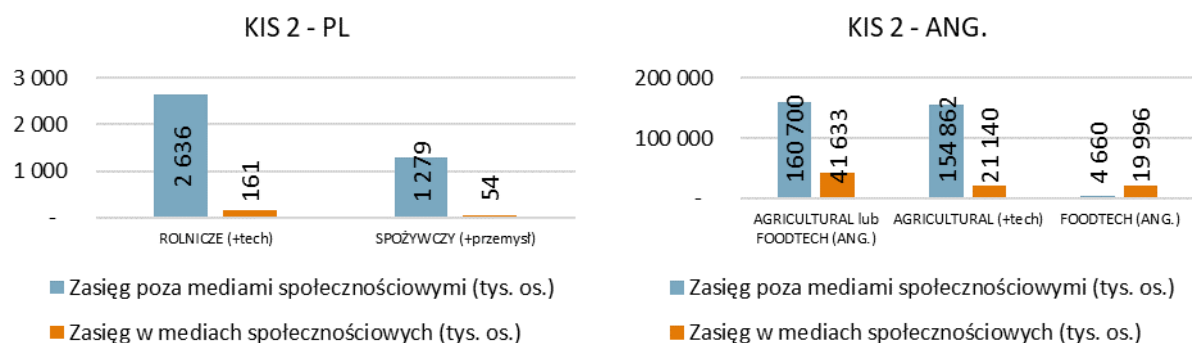 KIS 2 - PL
3 000
2 000
1 000
-
2 636
161
1 279
54
ROLNICZE (+tech)
SPOŻYWCZY (+przemysł)
Zasięg poza mediami społecznościowymi (tys. os.)
Zasięg w mediach społecznościowych (tys. os.)
KIS 2 - ANG.
200 000
100 000
-
160 700
41 633
154 862
21 140
4 660
19 996
AGRICULTURAL lub
FOODTECH (ANG.)
AGRICULTURAL (+tech)
FOODTECH (ANG.)
Zasięg poza mediami społecznościowymi (tys. os.)
Zasięg w mediach społecznościowych (tys. os.)